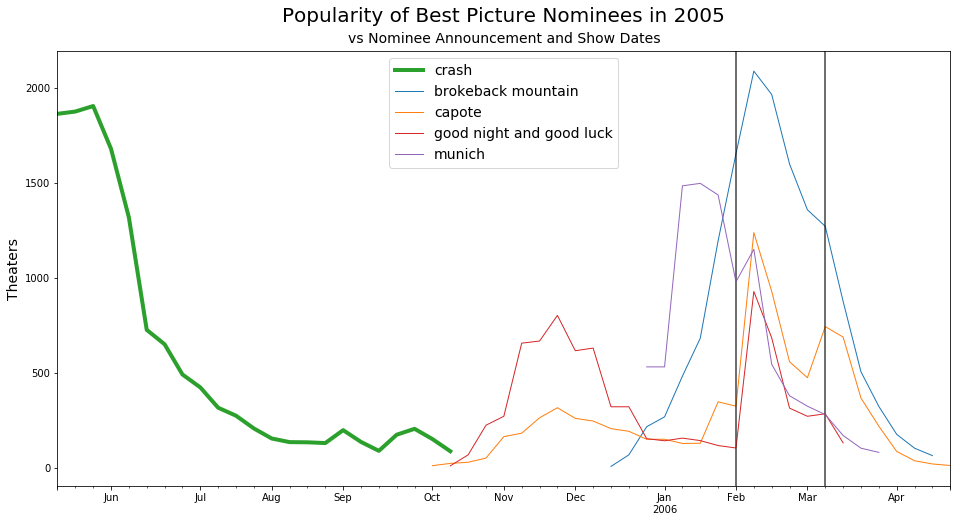 Popularity of Best Picture Nominees in 2005
vs Nominee Announcement and Show Dates
crash
brokeback mountain
capote
good night and good luck
munich
Theaters
2000
1500
1000
500
0
Jun Jul Aug Sep Oct Nov Dec Jan Feb Mar Apr
2006